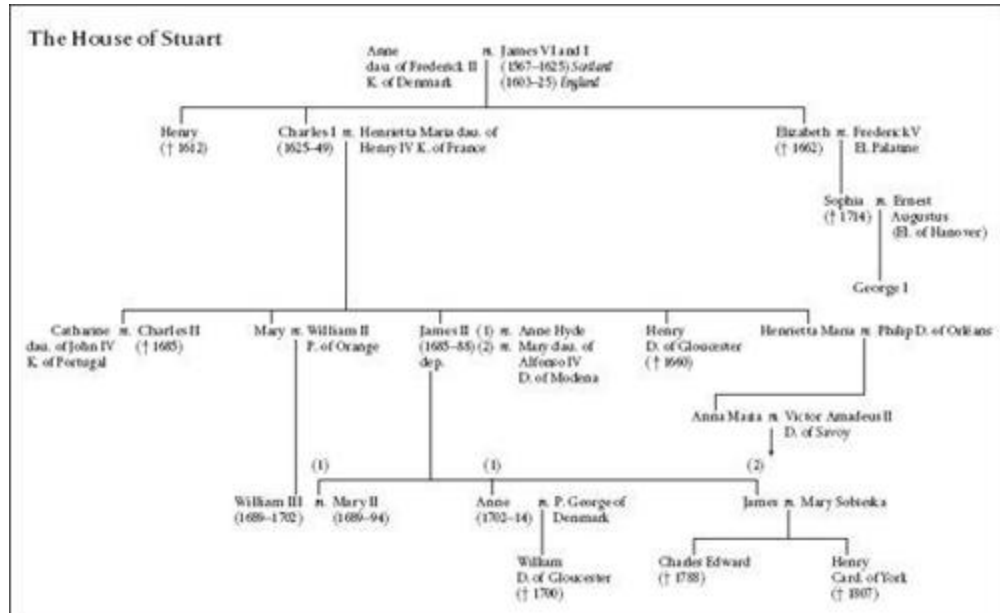 The House of Stuart
Anne m. James VI and I
dau. of Frederick II (1567–1625) Scotland
K. of Denmark (1603–25) England
Henry Charles I m. Henrietta Maria dau. of Elizabeth m. Frederick V
(† 1612) (1625–49) Henry IV K. of France († 1662) El. Palatine
Sophia m. Ernest
(† 1714) Augustus
(El. of Hanover)
George I
Catharine m. Charles II Mary m. William II James II (1) m. Anne Hyde Henry Henrietta Maria m. Philip D. of Orléans
dau. of John IV († 1685) P. of Orange (1685–88) (2) m. Mary dau. of D. of Gloucester
K. of Portugal dep. Alfonso IV († 1660)
D. of Modena
Anna Maria m. Victor Amadeus II
D. of Savoy
(1) (1) (2)
William III m. Mary II Anne m. P. George of James m. Mary Sobieska
(1689–1702) (1689–94) (1702–14) Denmark
William Charles Edward Henry
D. of Gloucester († 1788) Card. of York
(† 1700) († 1807)